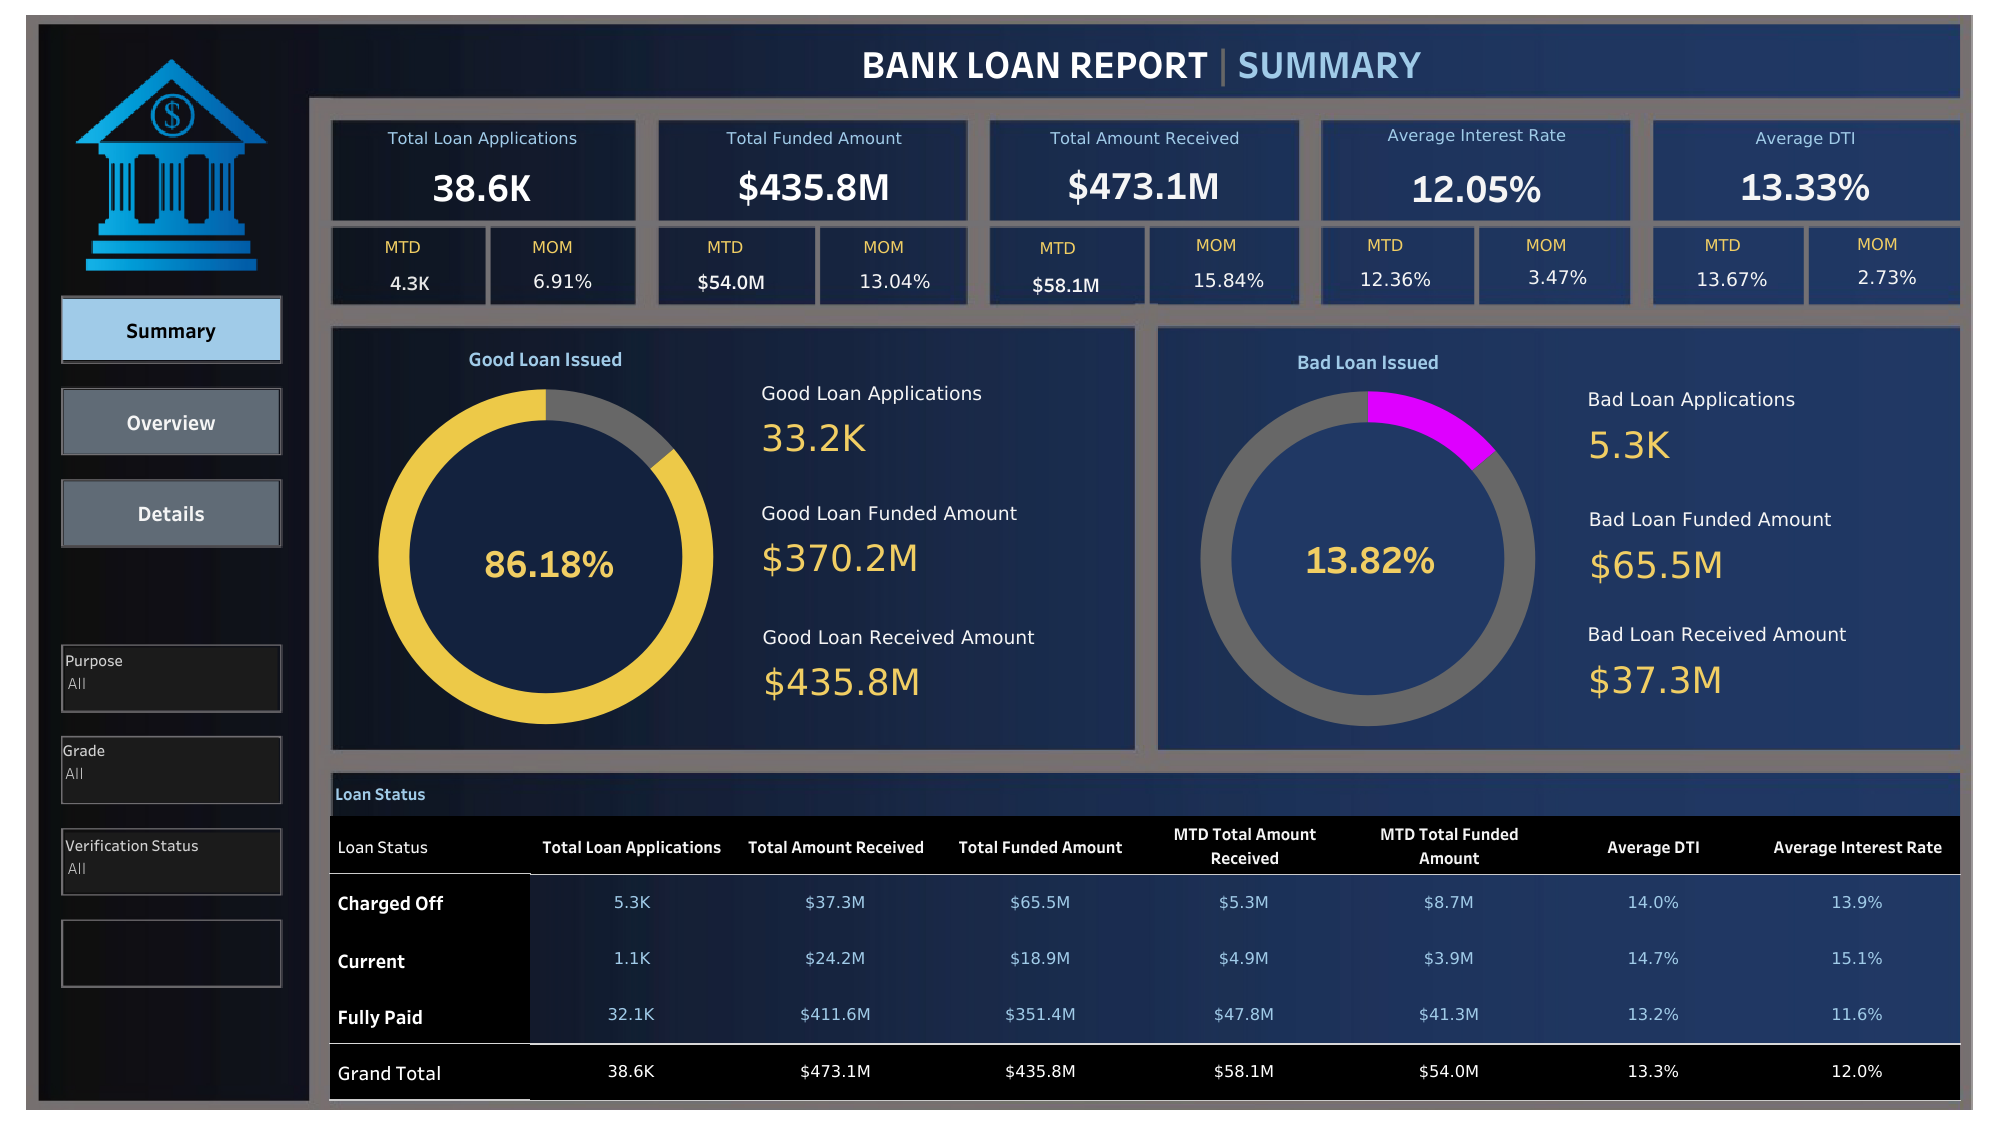 BANK LOAN REPORT | SUMMARY
$
Total Loan Applications
38.6K
MTD
4.3K
MOM
6.91%
Total Funded Amount
$435.8M
MTD
$54.0M
MOM
13.04%
Total Amount Received
$473.1M
MTD
$58.1M
MOM
15.84%
Average Interest Rate
12.05%
MTD
12.36%
MOM
3.47%
Average DTI
13.33%
MTD
13.67%
MOM
2.73%
Summary
Overview
Details
Purpose
All
Grade
All
Verification Status
All
Good Loan Issued
86.18%
Good Loan Applications
33.2K
Good Loan Funded Amount
$370.2M
Good Loan Received Amount
$435.8M
Bad Loan Issued
13.82%
Bad Loan Applications
5.3K
Bad Loan Funded Amount
$65.5M
Bad Loan Received Amount
$37.3M
Loan Status
Loan Status Total Loan Applications Total Amount Received Total Funded Amount MTD Total Amount Received MTD Total Funded Amount Average DTI Average Interest Rate
Charged Off 5.3K $37.3M $65.5M $5.3M $8.7M 14.0% 13.9%
Current 1.1K $24.2M $18.9M $4.9M $3.9M 14.7% 15.1%
Fully Paid 32.1K $411.6M $351.4M $47.8M $41.3M 13.2% 11.6%
Grand Total 38.6K $473.1M $435.8M $58.1M $54.0M 13.3% 12.0%